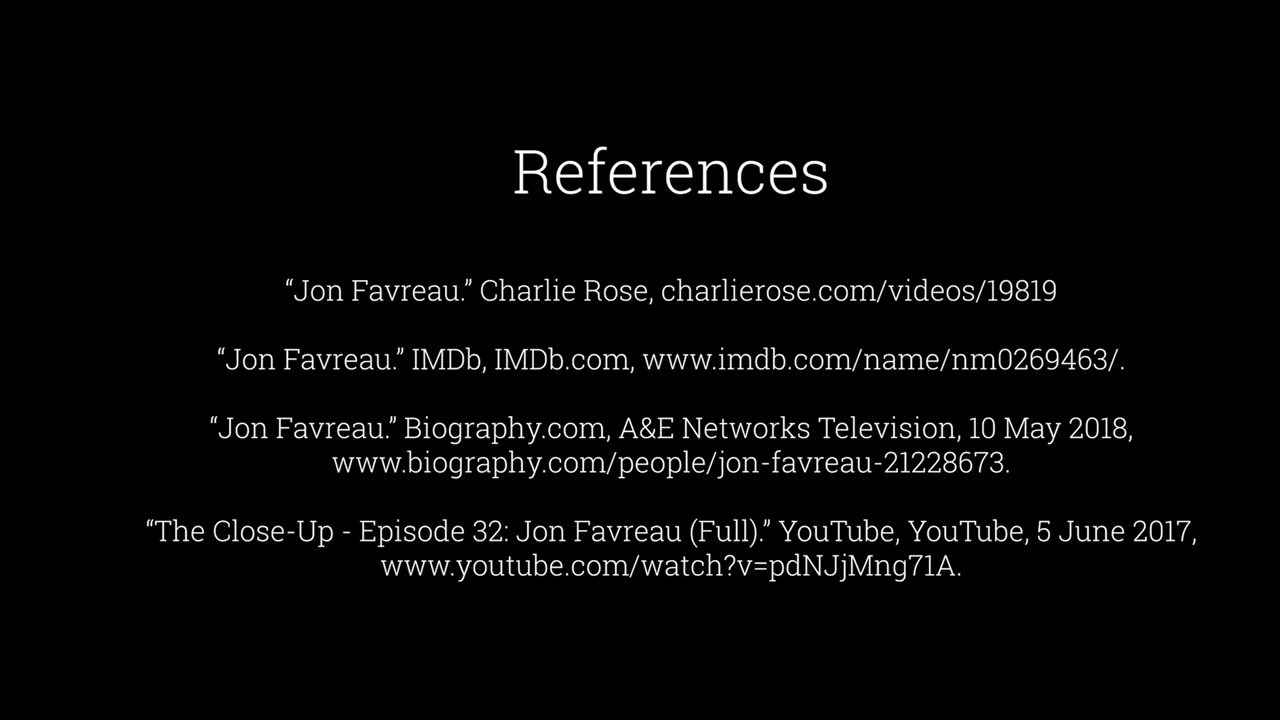 References
“Jon Favreau.” Charlie Rose, charlierose.com/videos/19819
“Jon Favreau.” IMDb, IMDb.com, www.imdb.com/name/nm0269463/.
“Jon Favreau.” Biography.com, A&E Networks Television, 10 May 2018,
www.biography.com/people/jon-favreau-21228673.
“The Close-Up - Episode 32: Jon Favreau (Full).” YouTube, YouTube, 5 June 2017,
www.youtube.com/watch?v=pdNJjMng71A.